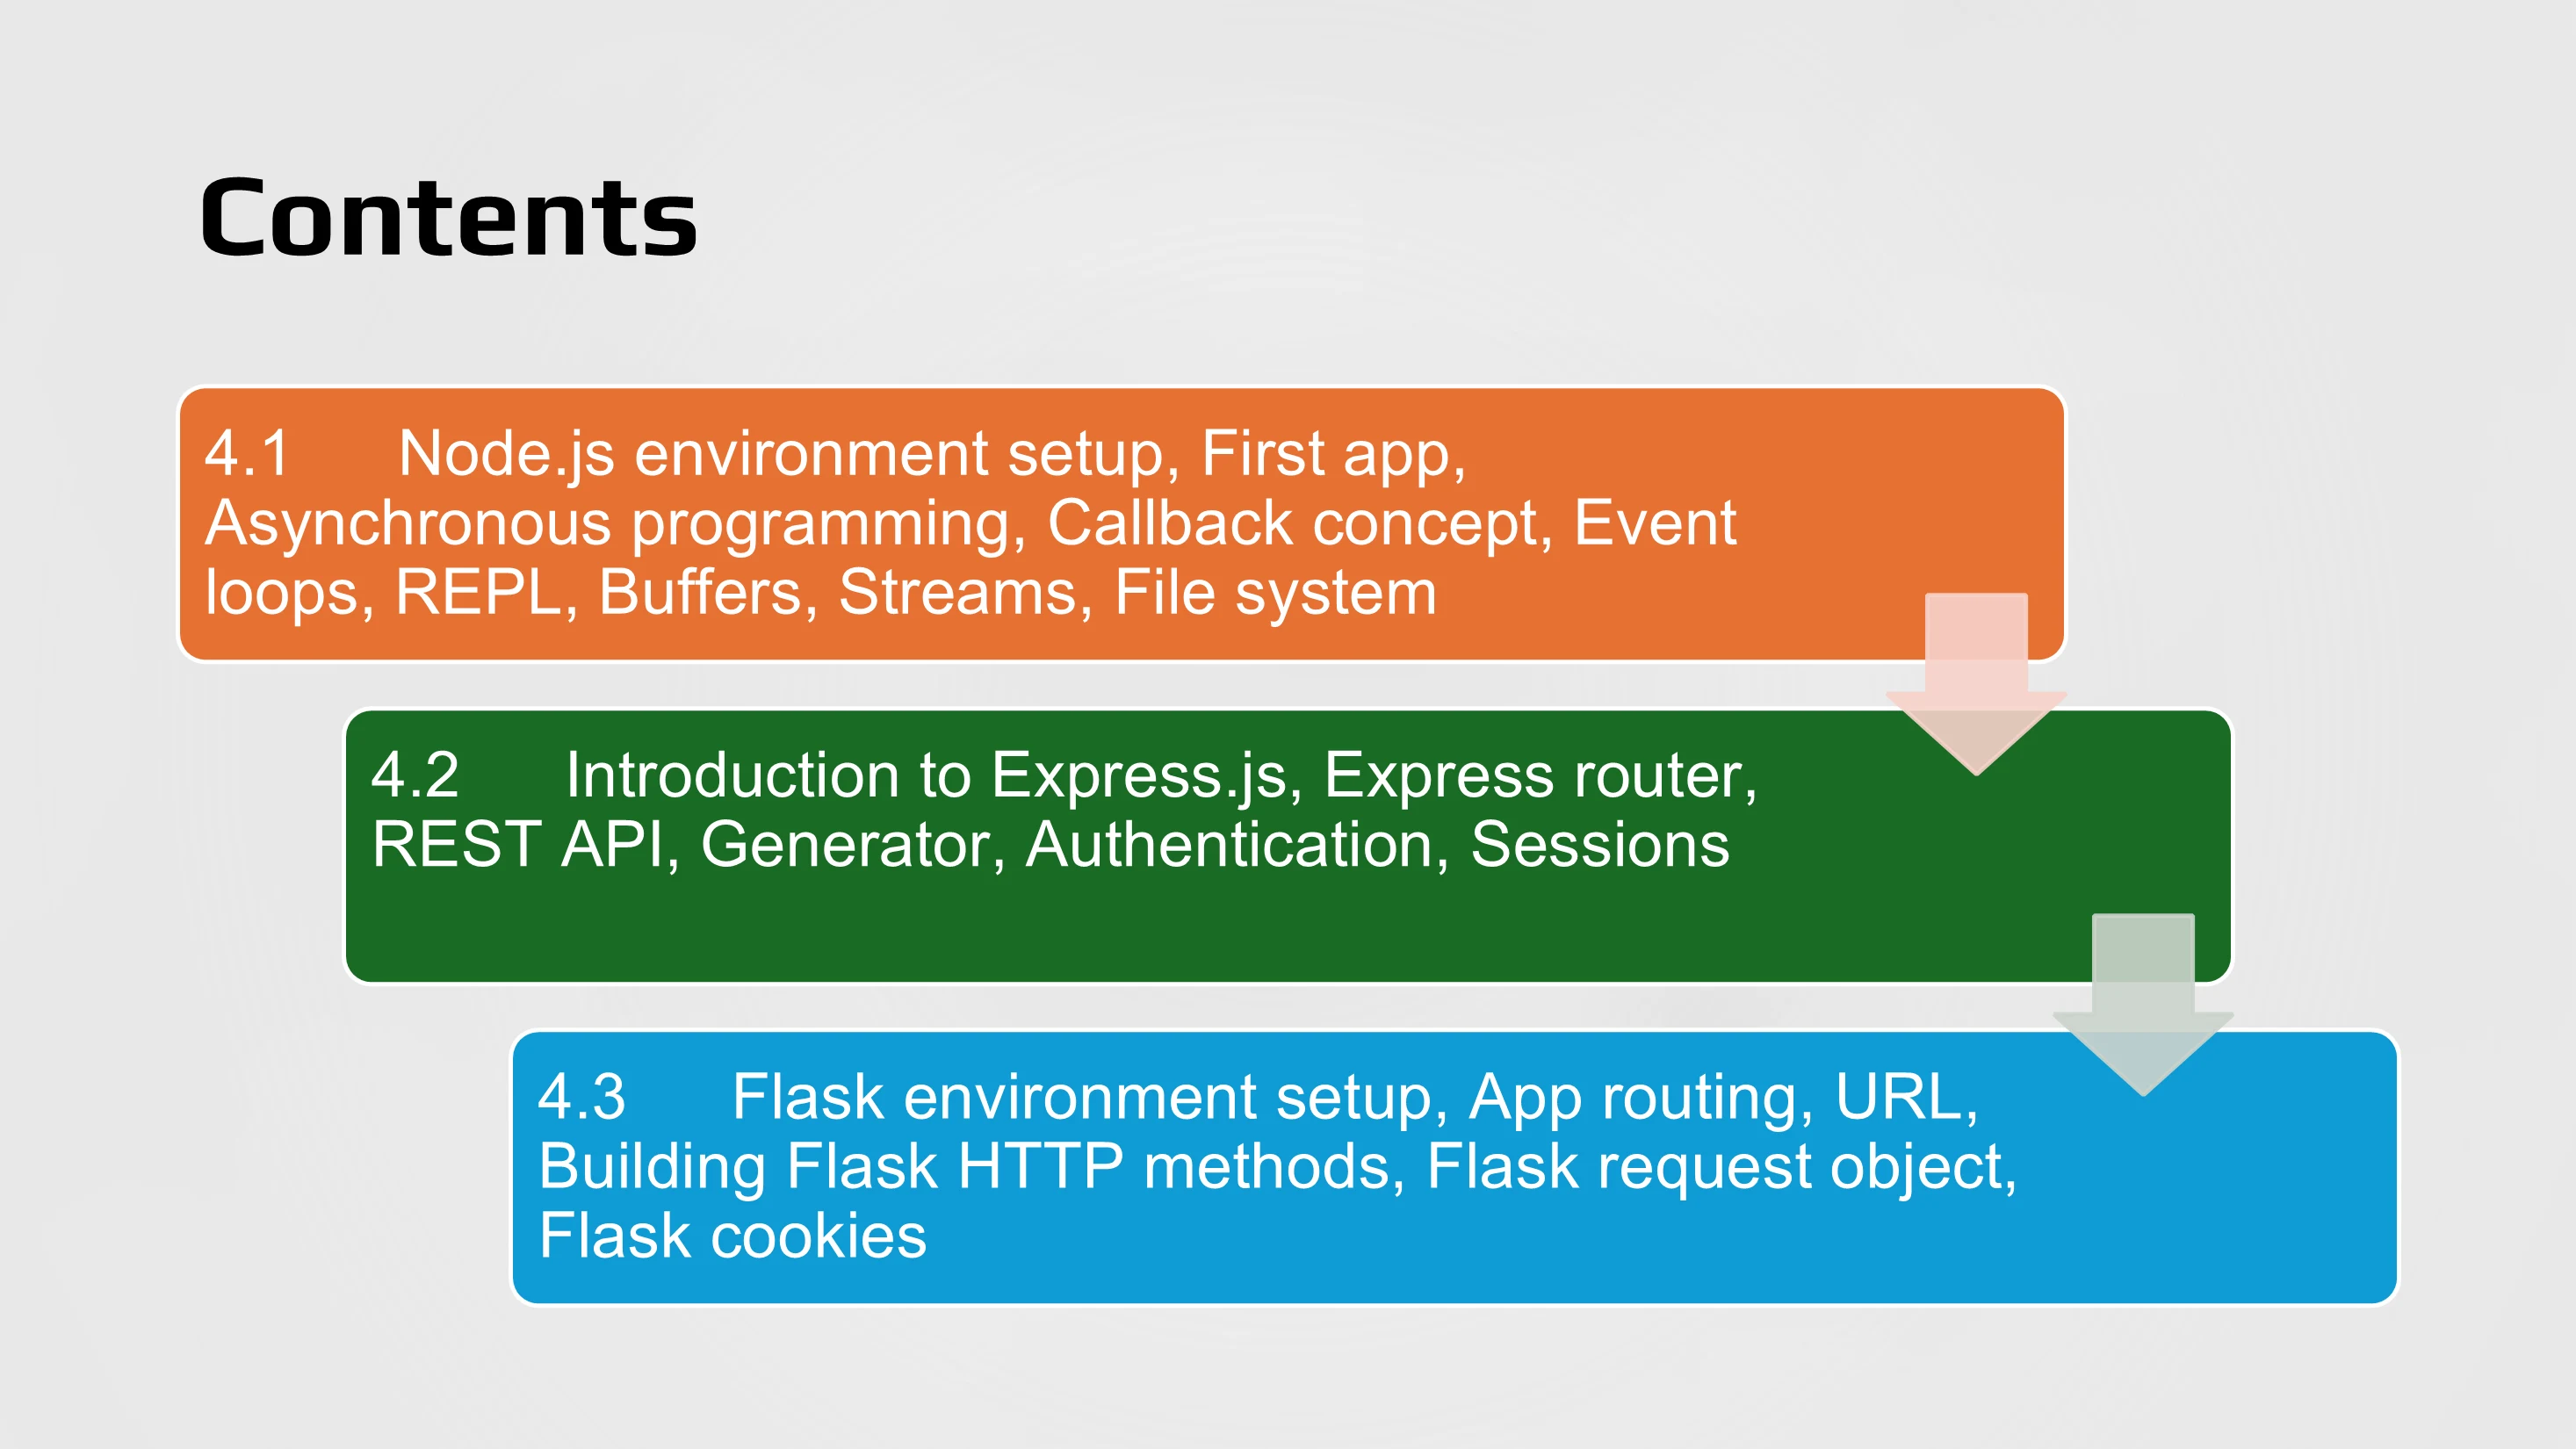 Contents
4.1 Node.js environment setup, First app,
Asynchronous programming, Callback concept, Event
loops, REPL, Buffers, Streams, File system
4.2 Introduction to Express.js, Express router,
REST API, Generator, Authentication, Sessions
4.3 Flask environment setup, App routing, URL,
Building Flask HTTP methods, Flask request object,
Flask cookies